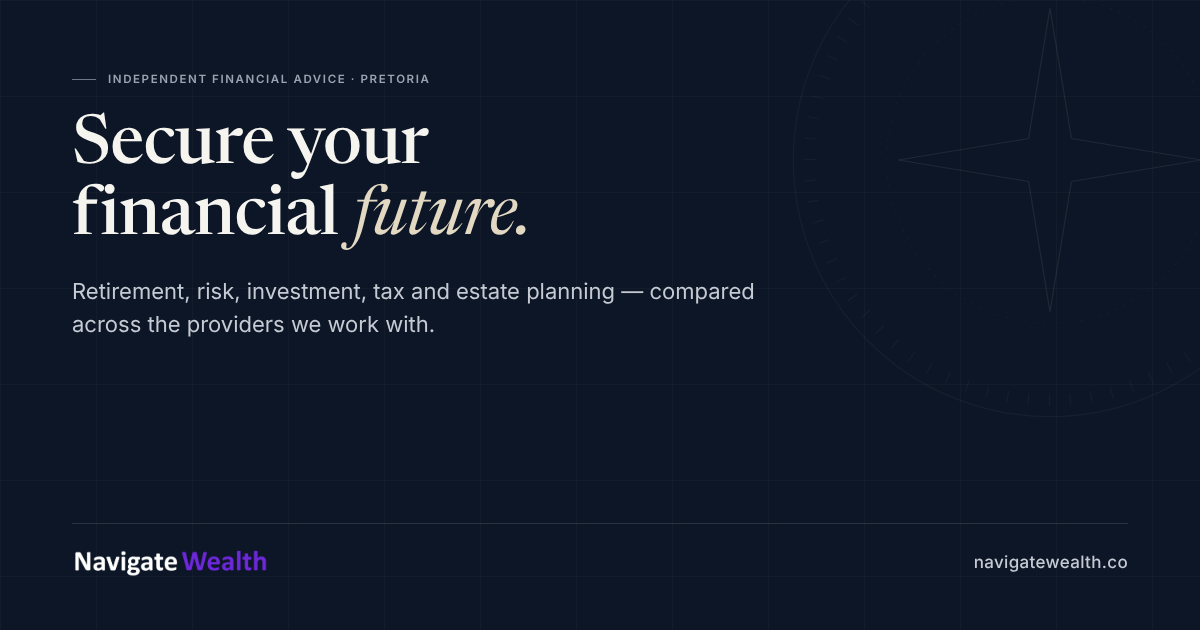 INDEPENDENT FINANCIAL ADVICE · PRETORIA
Secure your
financial future.
Retirement, risk, investment, tax and estate planning — compared
across the providers we work with.
Navigate Wealth
navigatewealth.co